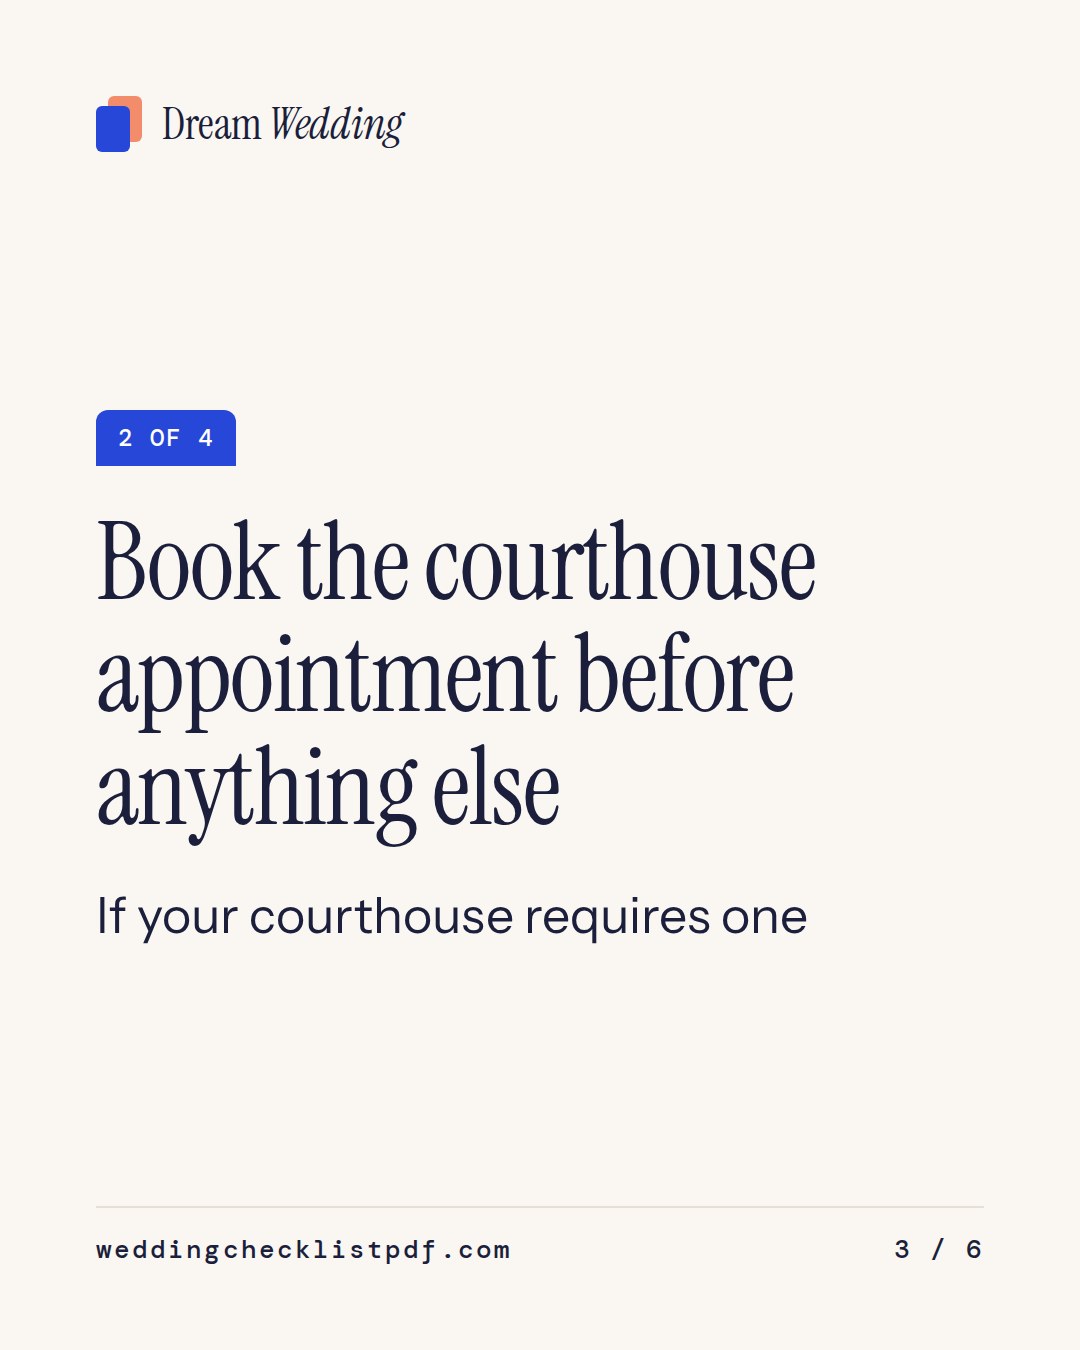 Dream Wedding
2 OF 4
Book the courthouse
appointment before
anything else
If your courthouse requires one
weddingchecklistpdf.com
3 / 6